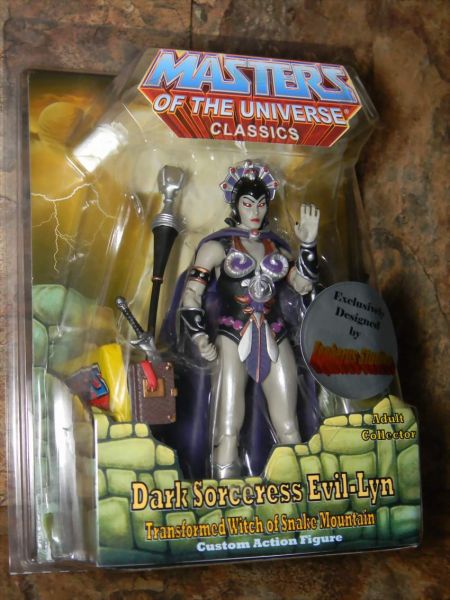 MASTERS
OF THE UNIVERSE
CLASSICS
Exclusively
Designed
by
Adult
Collector
Dark Sorceress Evil-Lyn
Transformed Witch of Snake Mountain
Custom Action Figure